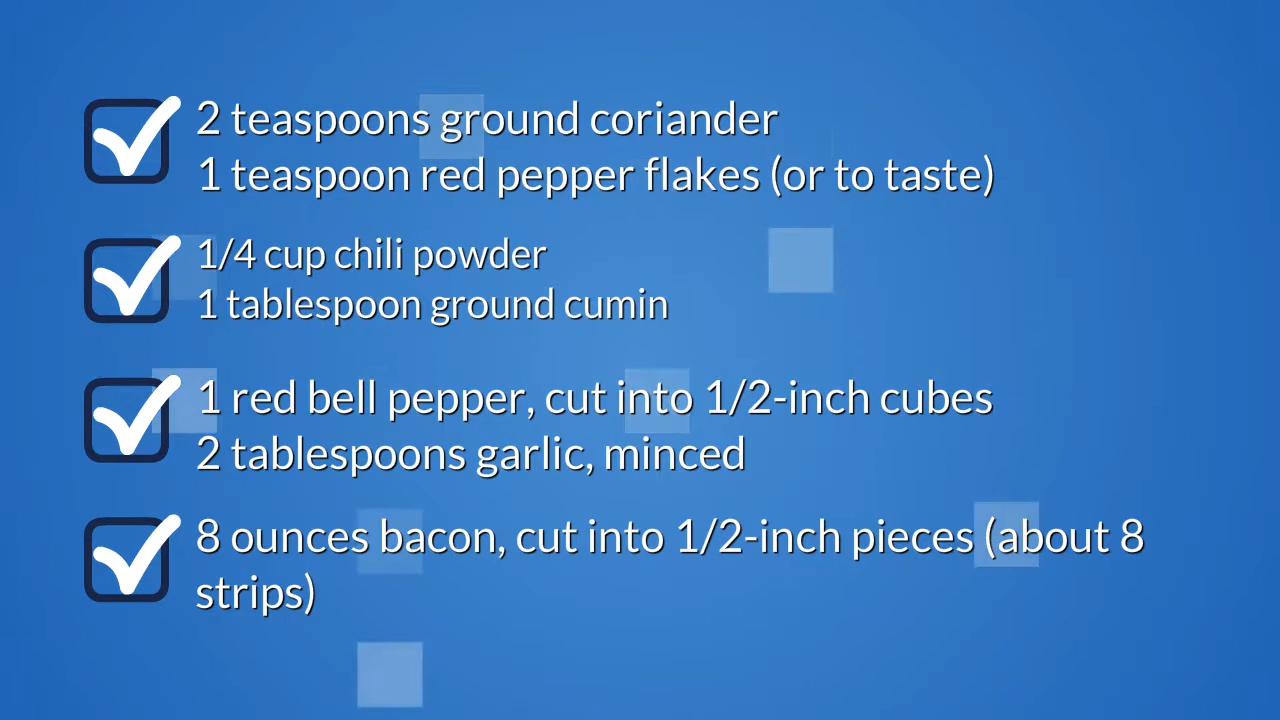 2 teaspoons ground coriander
1 teaspoon red pepper flakes (or to taste)
1/4 cup chili powder
1 tablespoon ground cumin
1 red bell pepper, cut into 1/2-inch cubes
2 tablespoons garlic, minced
8 ounces bacon, cut into 1/2-inch pieces (about 8
strips)